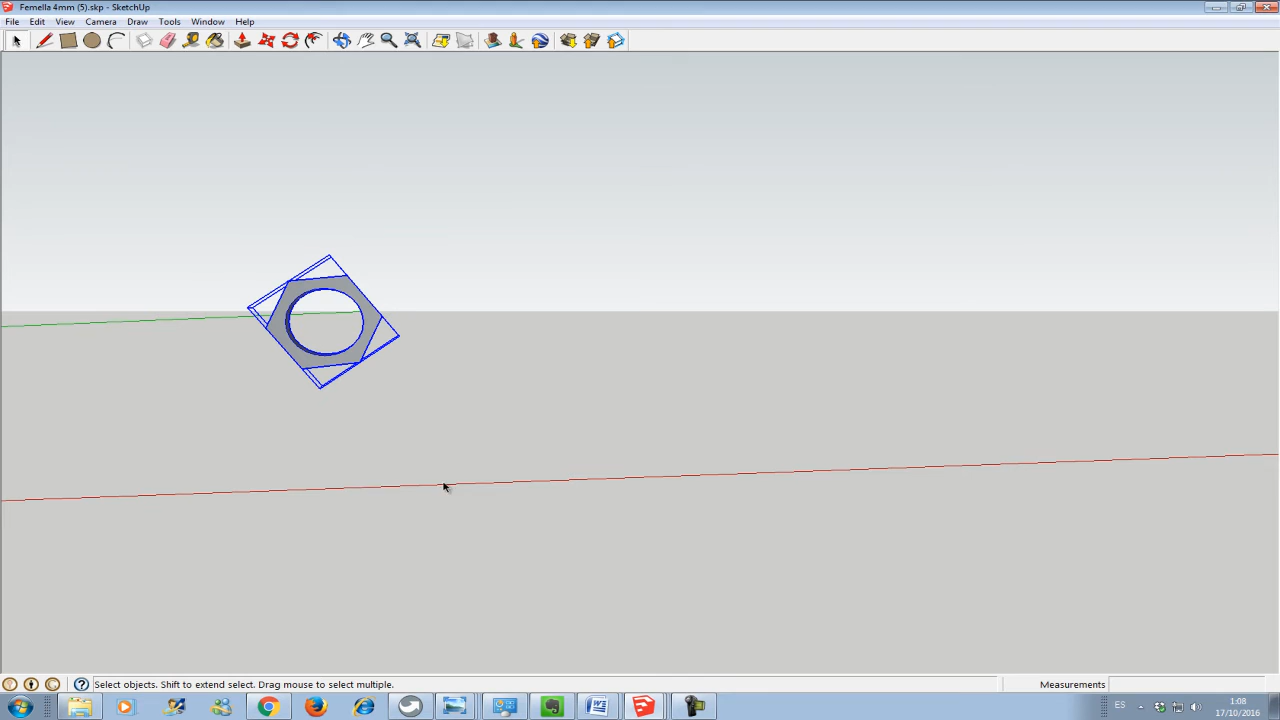 Femella 4mm (5).skp - SketchUp
File Edit View Camera Draw Tools Window Help
Select objects. Shift to extend select. Drag mouse to select multiple.
Measurements
ES
1:08
17/10/2016